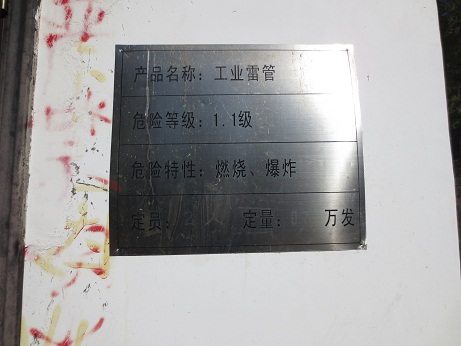 产品名称：工业雷管
危险等级：1.1级
危险特性：燃烧、爆炸
定员： 定量： 万发